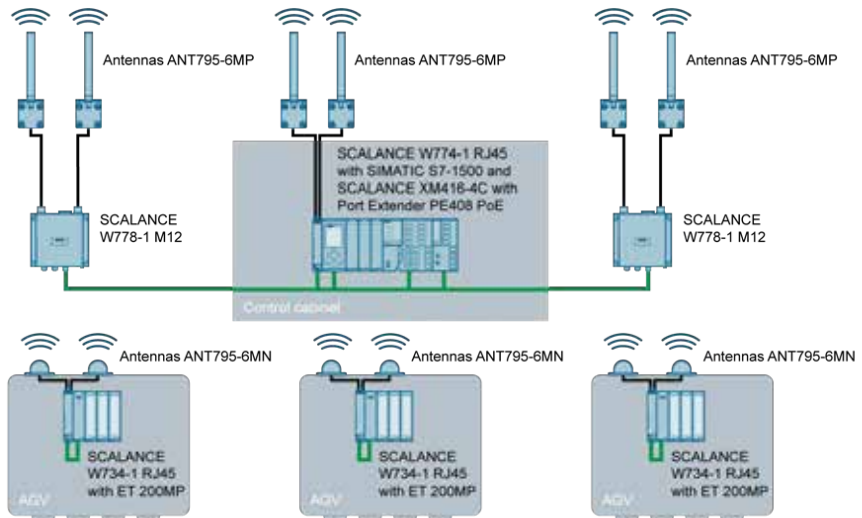 Antennas ANT795-6MP
Antennas ANT795-6MP
Antennas ANT795-6MP
SCALANCE W774-1 RJ45
with SIMATIC S7-1500 and
SCALANCE XM416-4C with
Port Extender PE408 PoE
SCALANCE
W778-1 M12
SCALANCE
W778-1 M12
Control cabinet
Antennas ANT795-6MN
Antennas ANT795-6MN
Antennas ANT795-6MN
SCALANCE
W734-1 RJ45
with ET 200MP
AGV
SCALANCE
W734-1 RJ45
with ET 200MP
AGV
SCALANCE
W734-1 RJ45
with ET 200MP
AGV